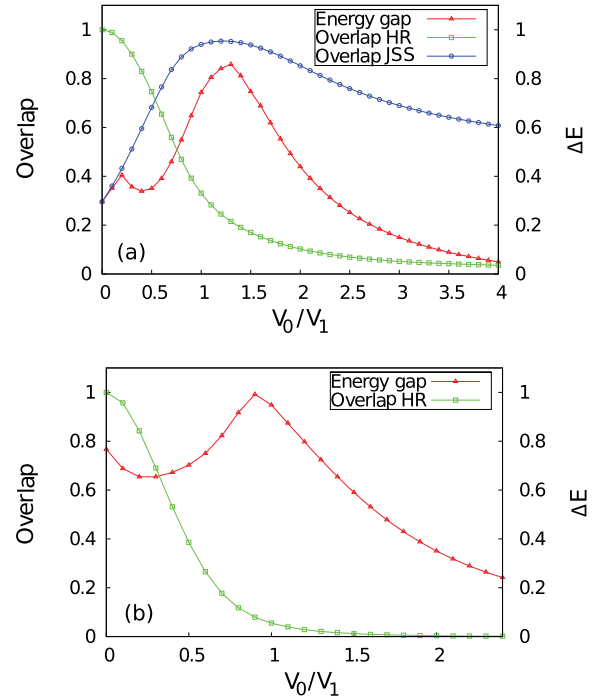 Energy gap
Overlap HR
Overlap JSS
1 1
0.8 0.8
0.6 0.6
0.4 0.4
0.2 0.2
0 0
Overlap
ΔE
(a)
0 0.5 1 1.5 2 2.5 3 3.5 4
V0/V1
Energy gap
Overlap HR
1 1
0.8 0.8
0.6 0.6
0.4 0.4
0.2 0.2
0 0
Overlap
ΔE
(b)
0 0.5 1 1.5 2
V0/V1